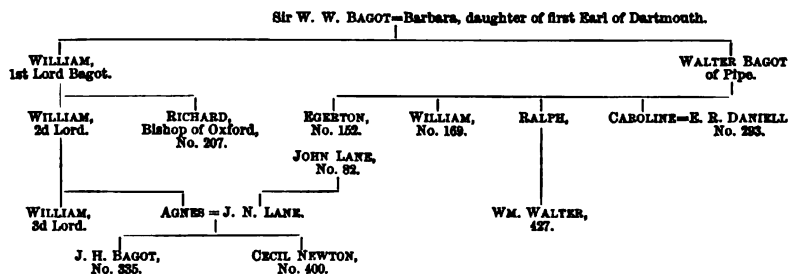 Sir W. W. BAGOT=Barbara, daughter of first Earl of Dartmouth.
WILLIAM,
1st Lord Bagot.
WALTER BAGOT
of Pipe.
WILLIAM,
2d Lord.
RICHARD,
Bishop of Oxford,
No. 207.
EGERTON,
No. 152.
WILLIAM,
No. 169.
RALPH,
CAROLINE=E. R. DANIELL
No. 293.
JOHN LANE,
No. 82.
WILLIAM,
3d Lord.
AGNES = J. N. LANE.
WM. WALTER,
427.
J. H. BAGOT,
No. 335.
CECIL NEWTON,
No. 400.